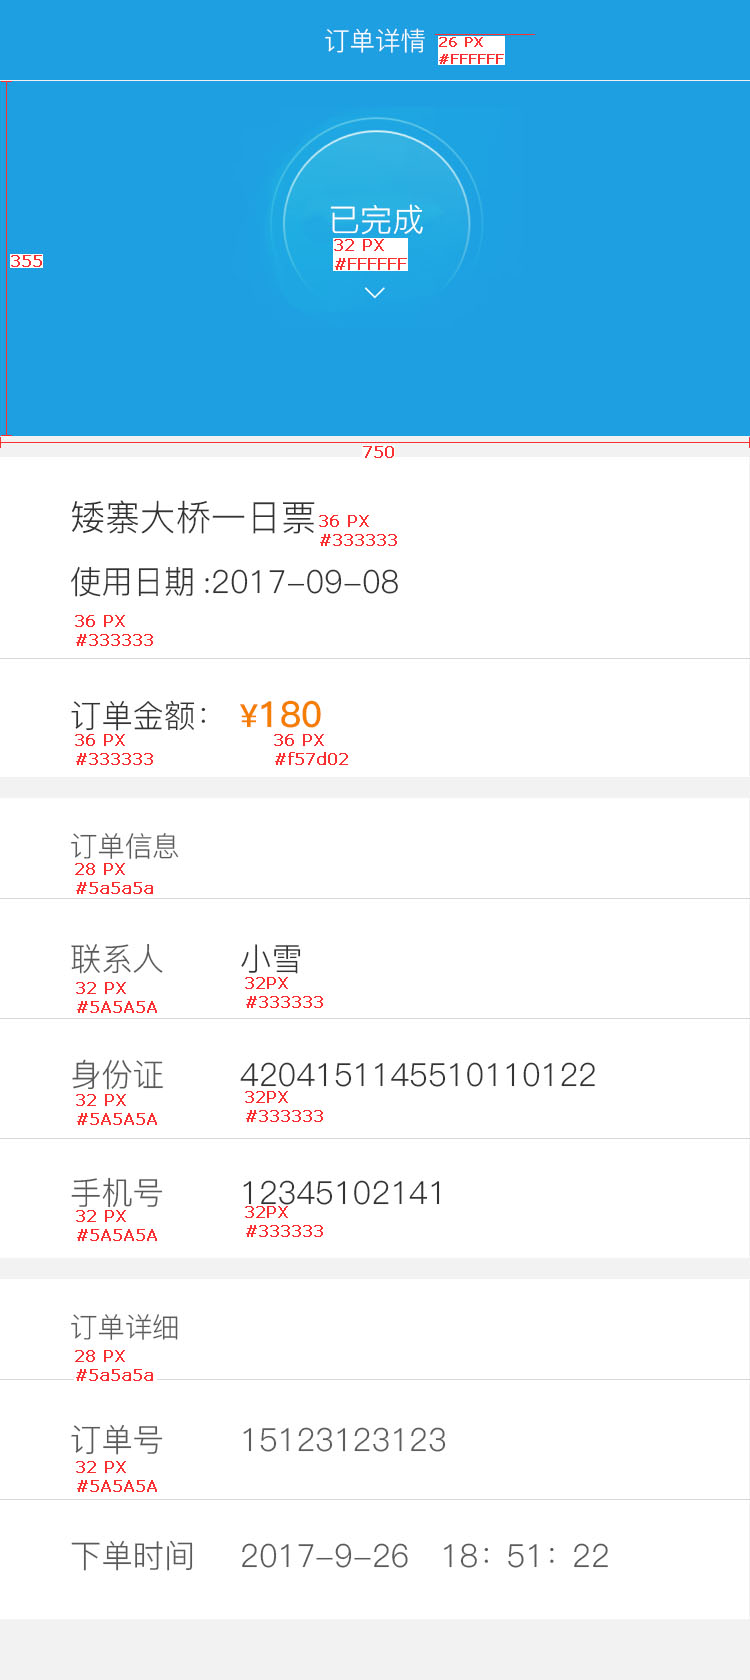 订单详情
26 PX
#FFFFFF
已完成
32 PX
#FFFFFF
355
750
矮寨大桥一日票
36 PX
#333333
使用日期 :2017-09-08
36 PX
#333333
订单金额： ¥180
36 PX 36 PX
#333333 #f57d02
订单信息
28 PX
#5a5a5a
联系人 小雪
32 PX 32PX
#5A5A5A #333333
身份证 4204151145510110122
32 PX 32PX
#5A5A5A #333333
手机号 12345102141
32 PX 32PX
#5A5A5A #333333
订单详细
28 PX
#5a5a5a
订单号 15123123123
32 PX
#5A5A5A
下单时间 2017-9-26 18：51：22